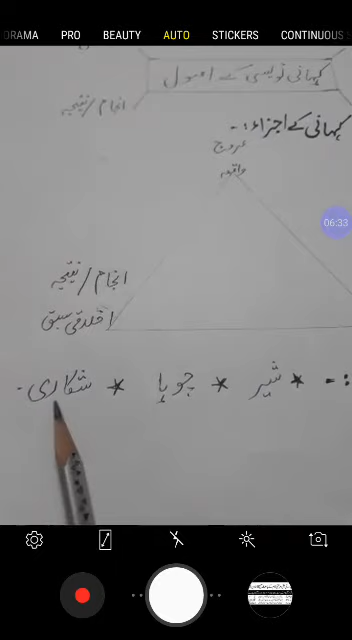 ORAMA PRO BEAUTY AUTO STICKERS CONTINUOUS
کہانی نویسی کے اصول
انجام/نتیجہ
کہانی کے اجزاء :-
عروج
واقعہ
06:33
انجام/نتیجہ
اخلاقی سبق
:- * شیر * چوہا * شکاری -